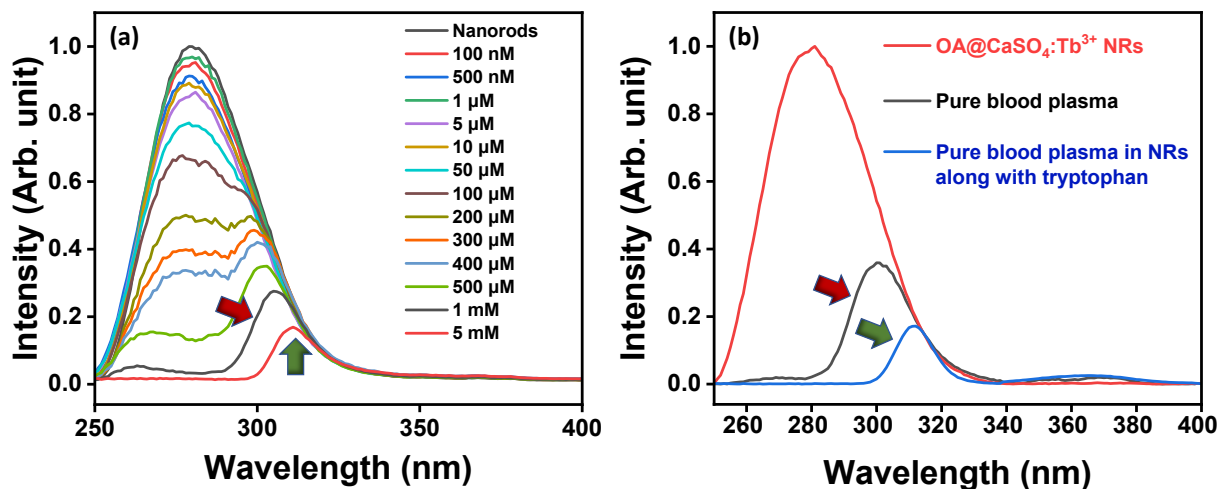 (a)
Nanorods
100 nM
500 nM
1 µM
5 µM
10 µM
50 µM
100 µM
200 µM
300 µM
400 µM
500 µM
1 mM
5 mM
1.0
0.8
0.6
0.4
0.2
0.0
Intensity (Arb. unit)
250 300 350 400
Wavelength (nm)
(b)
OA@CaSO4:Tb3+ NRs
Pure blood plasma
Pure blood plasma in NRs
along with tryptophan
1.0
0.8
0.6
0.4
0.2
0.0
Intensity (Arb. unit)
260 280 300 320 340 360 380 400
Wavelength (nm)